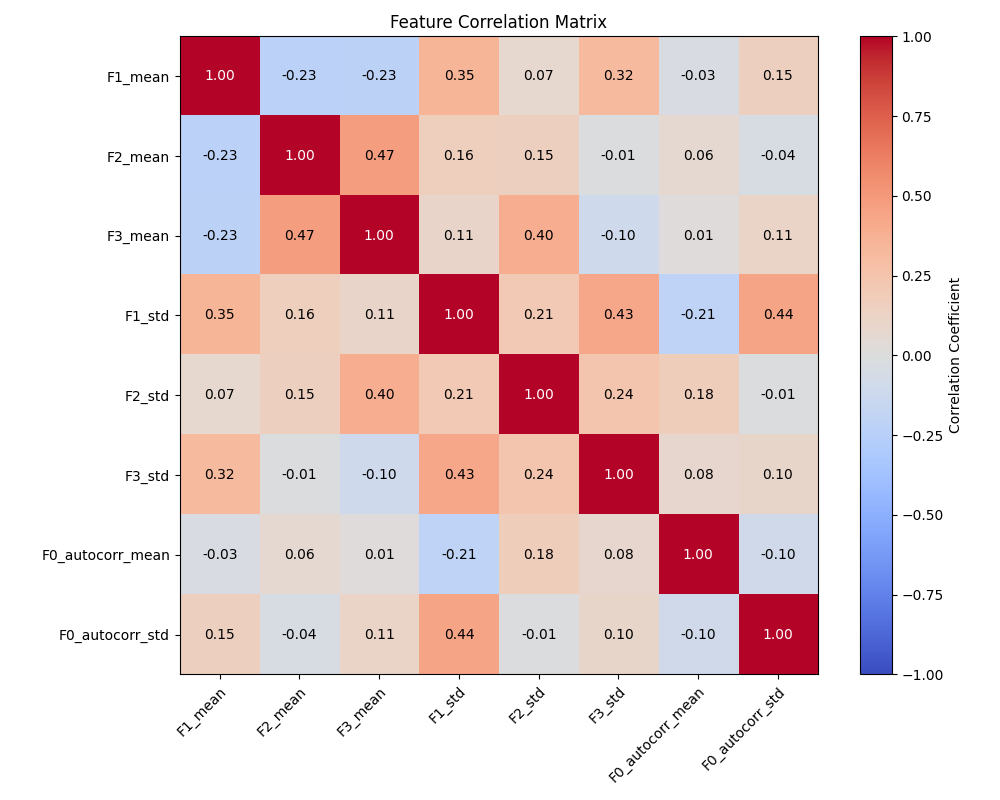 Feature Correlation Matrix
F1_mean 1.00 -0.23 -0.23 0.35 0.07 0.32 -0.03 0.15
F2_mean -0.23 1.00 0.47 0.16 0.15 -0.01 0.06 -0.04
F3_mean -0.23 0.47 1.00 0.11 0.40 -0.10 0.01 0.11
F1_std 0.35 0.16 0.11 1.00 0.21 0.43 -0.21 0.44
F2_std 0.07 0.15 0.40 0.21 1.00 0.24 0.18 -0.01
F3_std 0.32 -0.01 -0.10 0.43 0.24 1.00 0.08 0.10
F0_autocorr_mean -0.03 0.06 0.01 -0.21 0.18 0.08 1.00 -0.10
F0_autocorr_std 0.15 -0.04 0.11 0.44 -0.01 0.10 -0.10 1.00
F1_mean
F2_mean
F3_mean
F1_std
F2_std
F3_std
F0_autocorr_mean
F0_autocorr_std
1.00
0.75
0.50
0.25
0.00
−0.25
−0.50
−0.75
−1.00
Correlation Coefficient